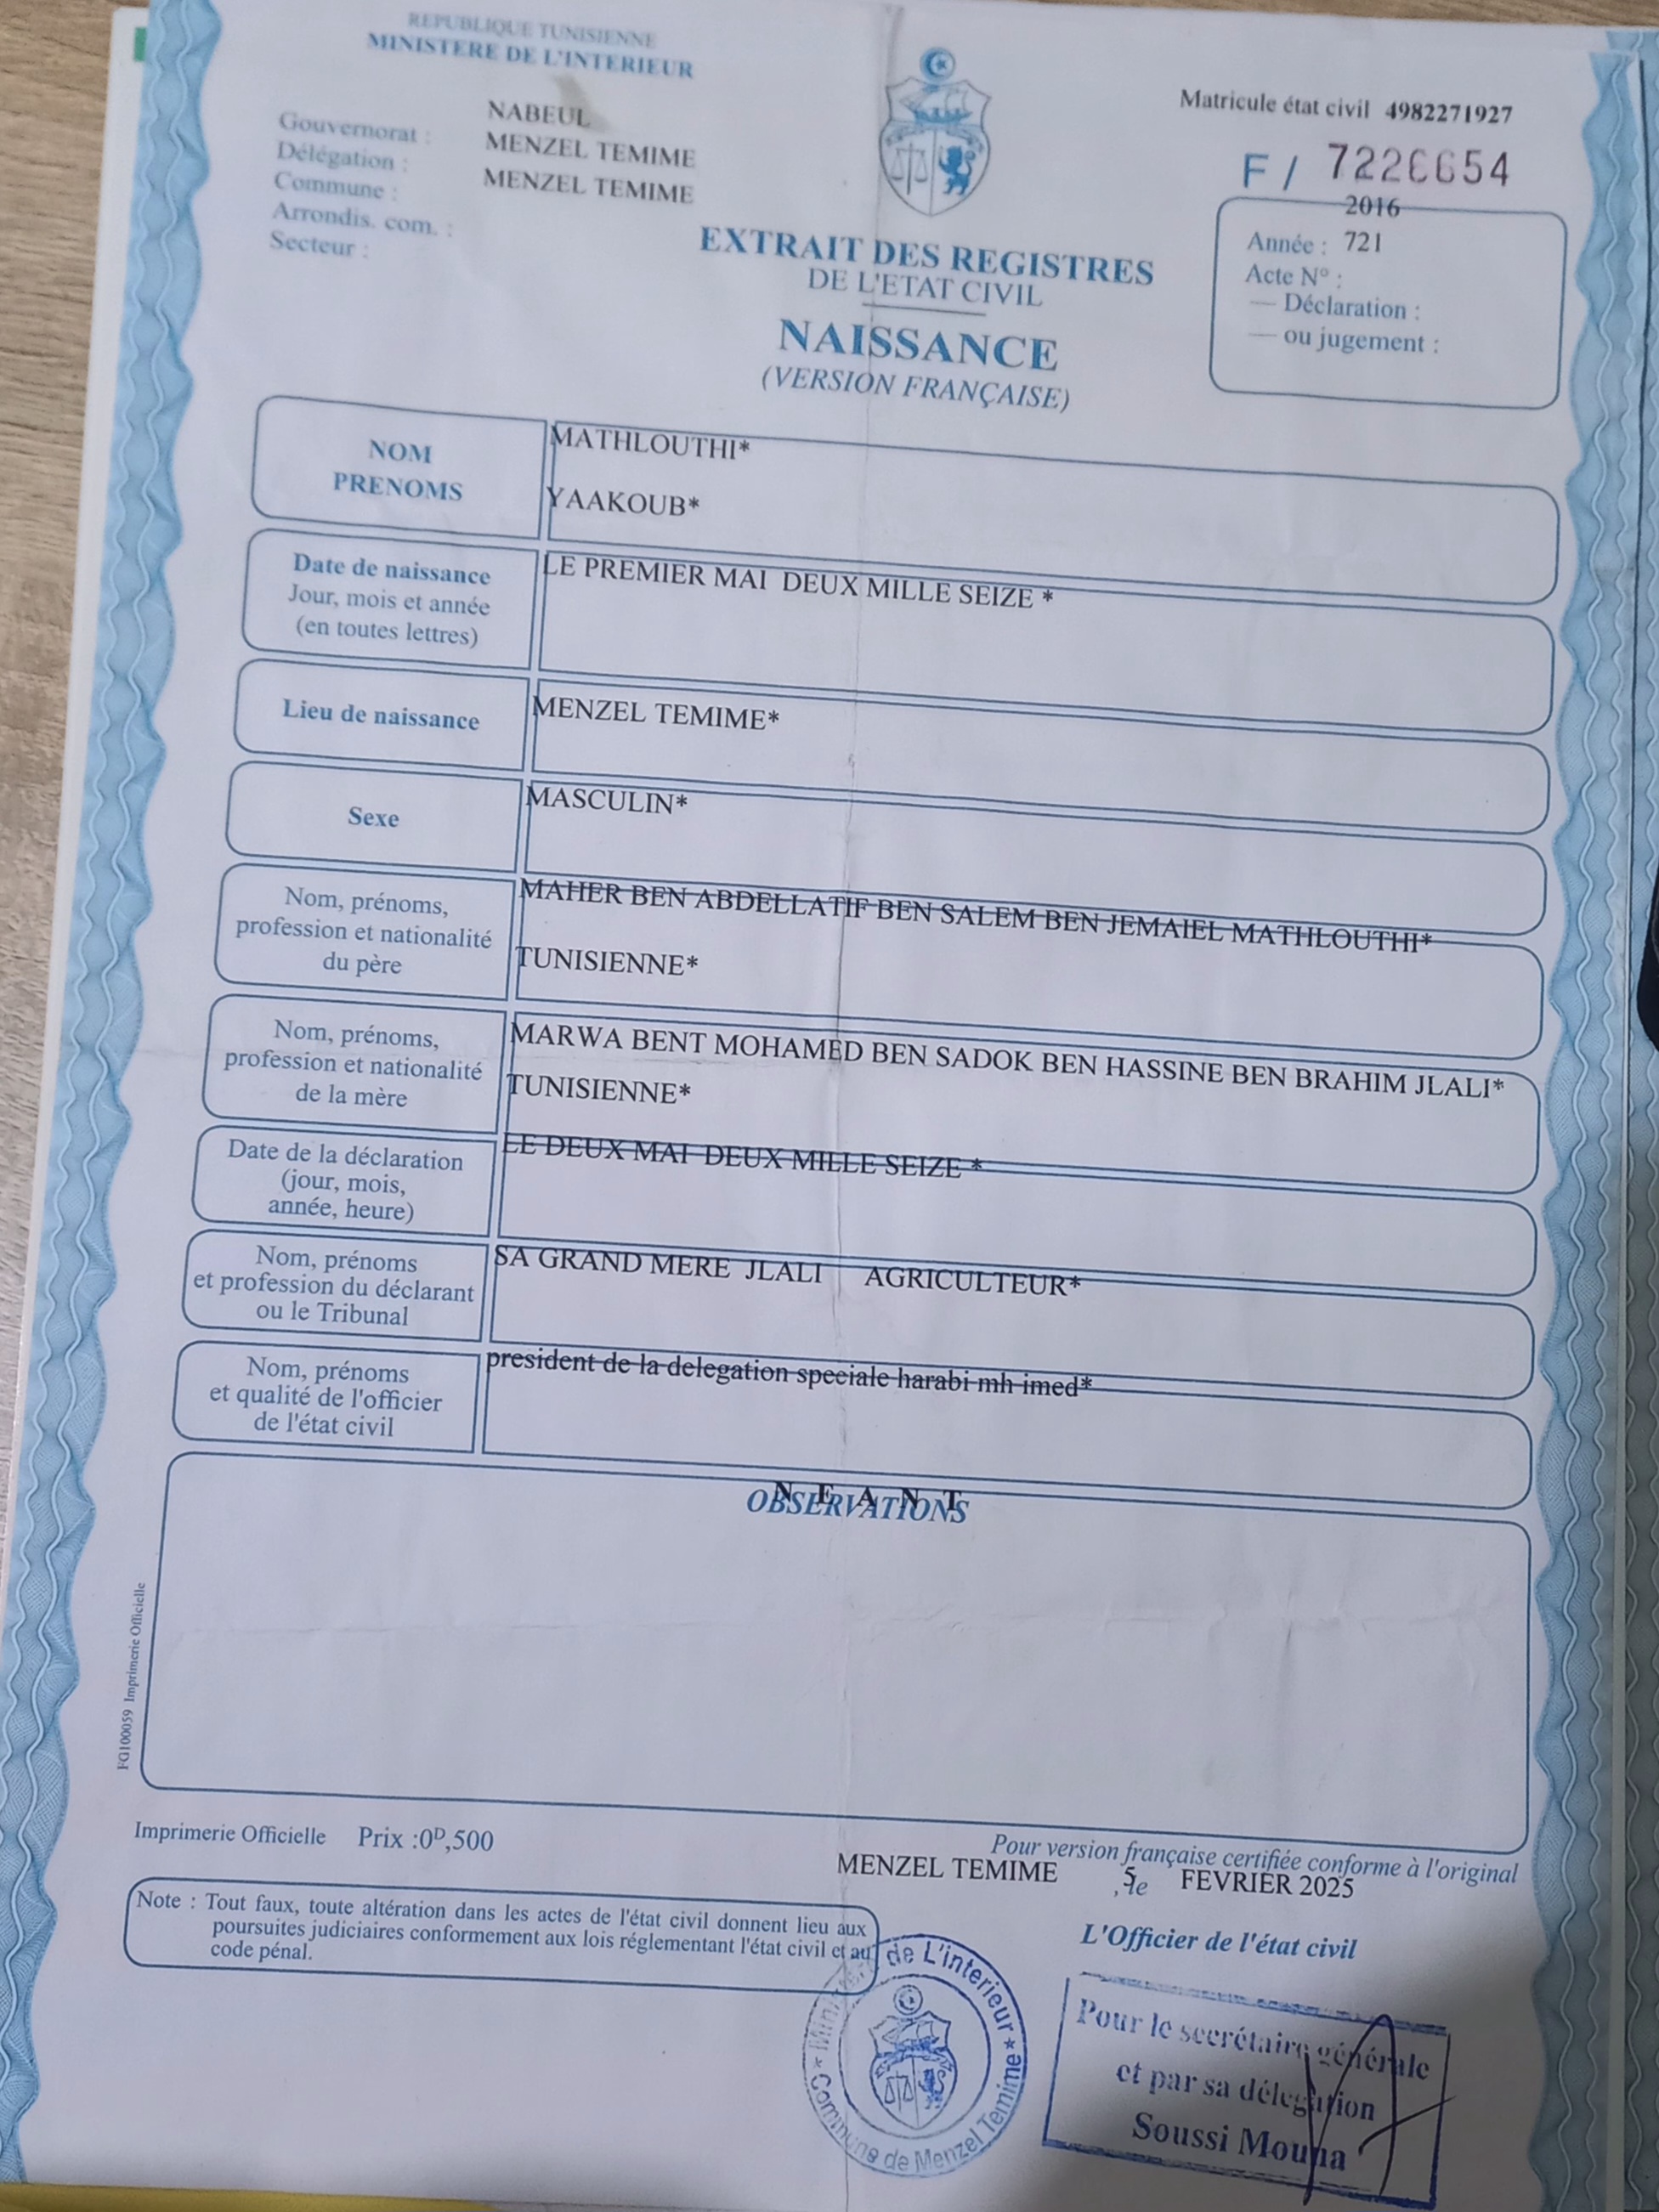 REPUBLIQUE TUNISIENNE
MINISTERE DE L'INTERIEUR
Gouvernorat : NABEUL
Délégation : MENZEL TEMIME
Commune : MENZEL TEMIME
Arrondis. com. :
Secteur :
Matricule état civil 4982271927
F / 7226654
2016
Année : 721
Acte N° :
— Déclaration :
— ou jugement :
EXTRAIT DES REGISTRES
DE L'ETAT CIVIL
NAISSANCE
(VERSION FRANÇAISE)
NOM
PRENOMS
MATHLOUTHI*
YAAKOUB*
Date de naissance
Jour, mois et année
(en toutes lettres)
LE PREMIER MAI DEUX MILLE SEIZE *
Lieu de naissance
MENZEL TEMIME*
Sexe
MASCULIN*
Nom, prénoms,
profession et nationalité
du père
MAHER BEN ABDELLATIF BEN SALEM BEN JEMAIEL MATHLOUTHI*
TUNISIENNE*
Nom, prénoms,
profession et nationalité
de la mère
MARWA BENT MOHAMED BEN SADOK BEN HASSINE BEN BRAHIM JLALI*
TUNISIENNE*
Date de la déclaration
(jour, mois,
année, heure)
LE DEUX MAI DEUX MILLE SEIZE *
Nom, prénoms
et profession du déclarant
ou le Tribunal
SA GRAND MERE JLALI AGRICULTEUR*
Nom, prénoms
et qualité de l'officier
de l'état civil
president de la delegation speciale harabi mh imed*
N E A N T
OBSERVATIONS
FG100059 Imprimerie Officielle
Imprimerie Officielle Prix :0ᴰ,500
Pour version française certifiée conforme à l'original
MENZEL TEMIME , le 5 FEVRIER 2025
Note : Tout faux, toute altération dans les actes de l'état civil donnent lieu aux
poursuites judiciaires conformement aux lois réglementant l'état civil et au
code pénal.
L'Officier de l'état civil
Ministère de L'interieur
* Commune de Menzel Temime *
Pour le secrétaire générale
et par sa délegation
Soussi Mouna